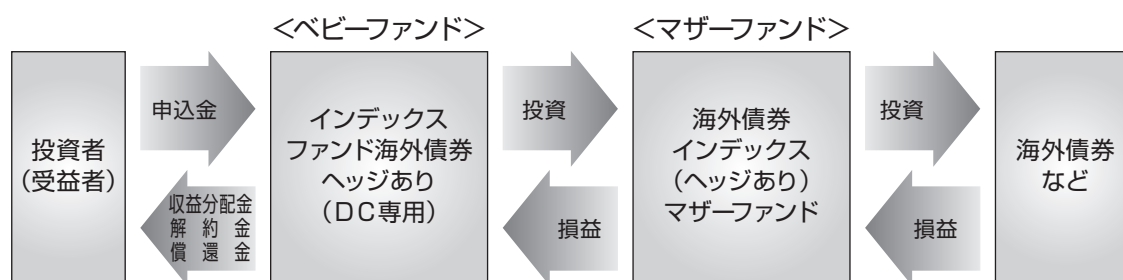 <ベビーファンド>
<マザーファンド>
投資者
(受益者)
申込金
収益分配金
解約金
償還金
インデックス
ファンド海外債券
ヘッジあり
(DC専用)
投資
損益
海外債券
インデックス
(ヘッジあり)
マザーファンド
投資
損益
海外債券
など